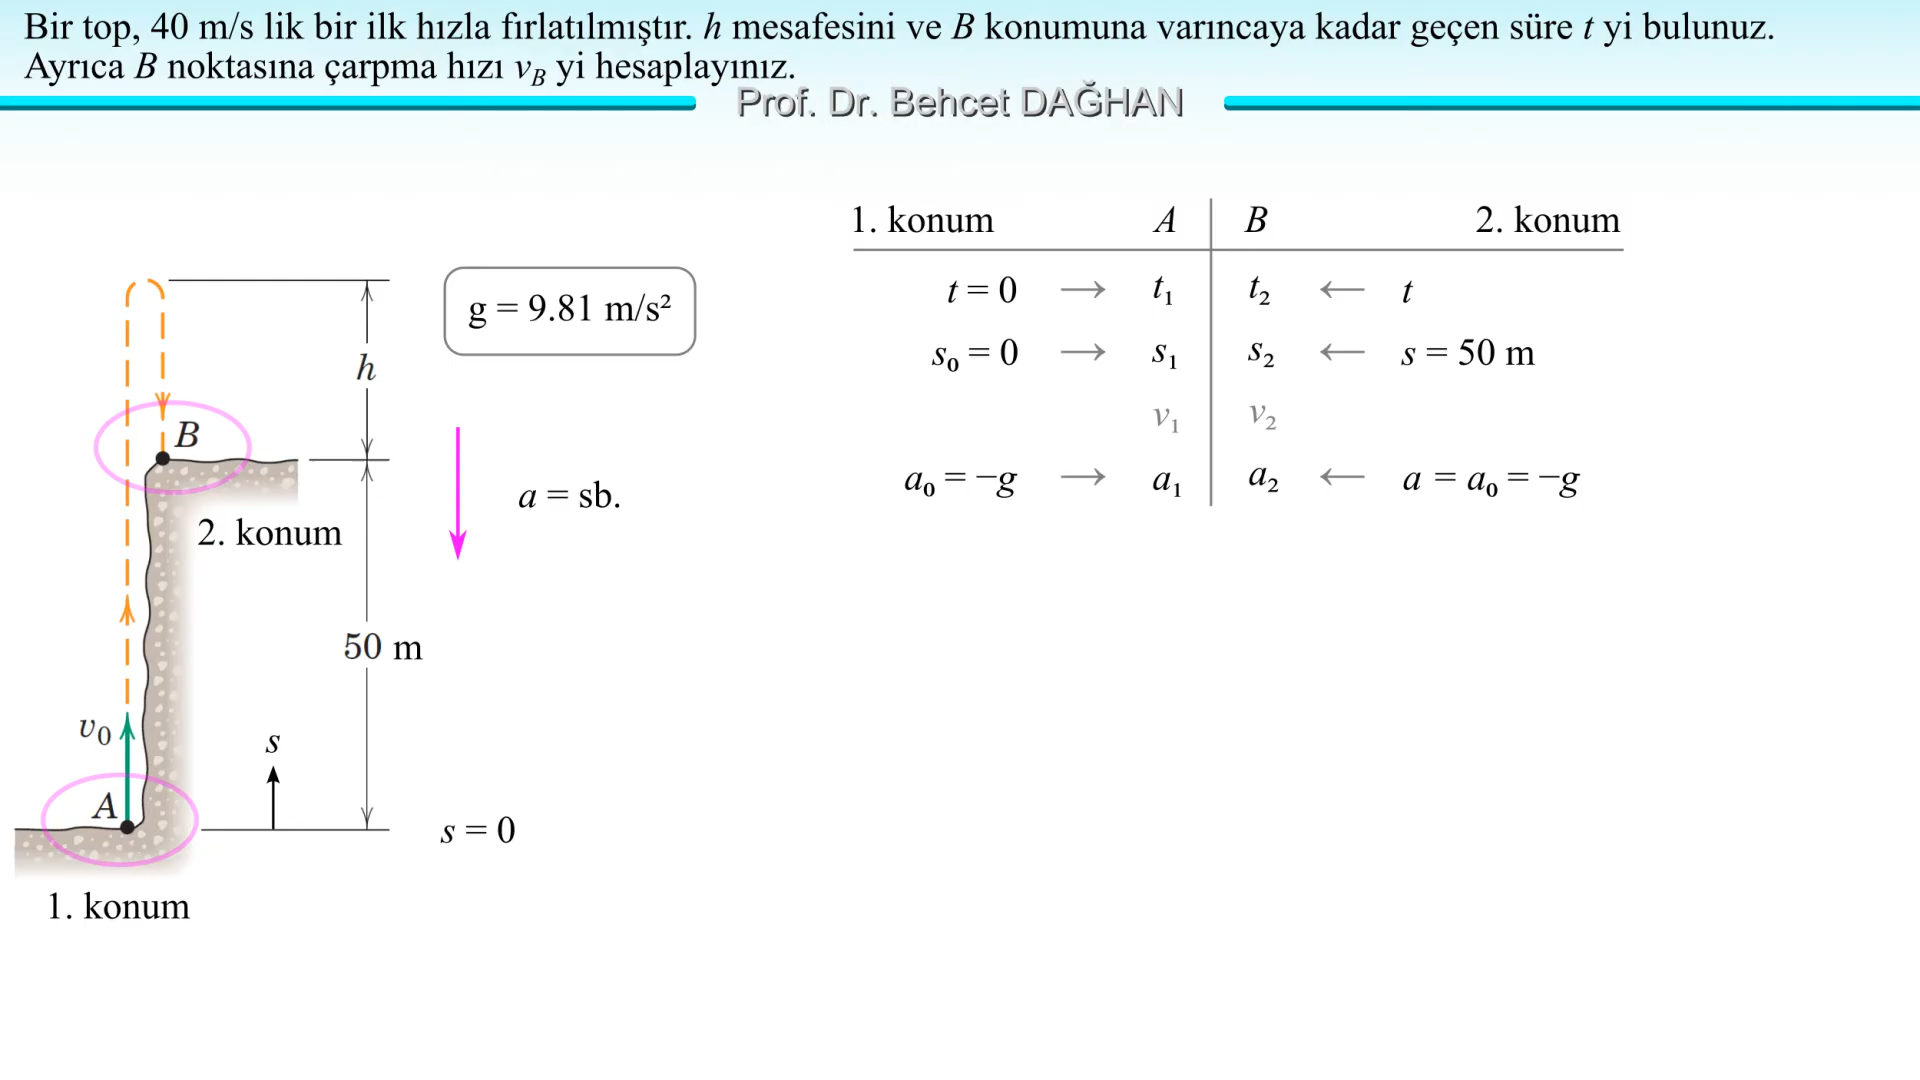 Bir top, 40 m/s lik bir ilk hızla fırlatılmıştır. h mesafesini ve B konumuna varıncaya kadar geçen süre t yi bulunuz.
Ayrıca B noktasına çarpma hızı v_B yi hesaplayınız.
Prof. Dr. Behcet DAĞHAN
1. konum A B 2. konum
t = 0 → t₁ t₂ ← t
s₀ = 0 → s₁ s₂ ← s = 50 m
v₁ v₂
a₀ = −g → a₁ a₂ ← a = a₀ = −g
g = 9.81 m/s²
h
B
a = sb.
2. konum
50 m
v₀
s
A
s = 0
1. konum